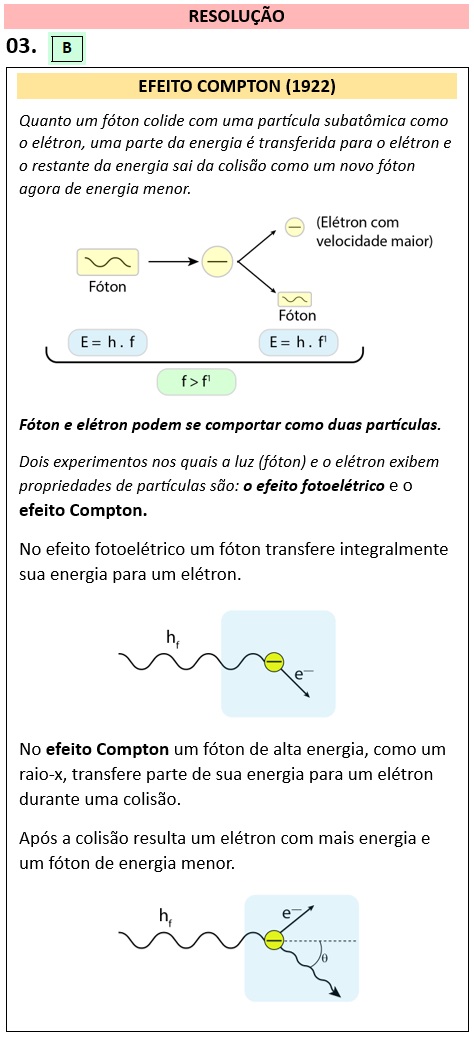 RESOLUÇÃO
03. B
EFEITO COMPTON (1922)
Quanto um fóton colide com uma partícula subatômica como
o elétron, uma parte da energia é transferida para o elétron e
o restante da energia sai da colisão como um novo fóton
agora de energia menor.
(Elétron com
velocidade maior)
Fóton
Fóton
E = h . f
E = h . f¹
f > f¹
Fóton e elétron podem se comportar como duas partículas.
Dois experimentos nos quais a luz (fóton) e o elétron exibem
propriedades de partículas são: o efeito fotoelétrico e o
efeito Compton.
No efeito fotoelétrico um fóton transfere integralmente
sua energia para um elétron.
hf
e—
No efeito Compton um fóton de alta energia, como um
raio-x, transfere parte de sua energia para um elétron
durante uma colisão.
Após a colisão resulta um elétron com mais energia e
um fóton de energia menor.
hf
e—
θ